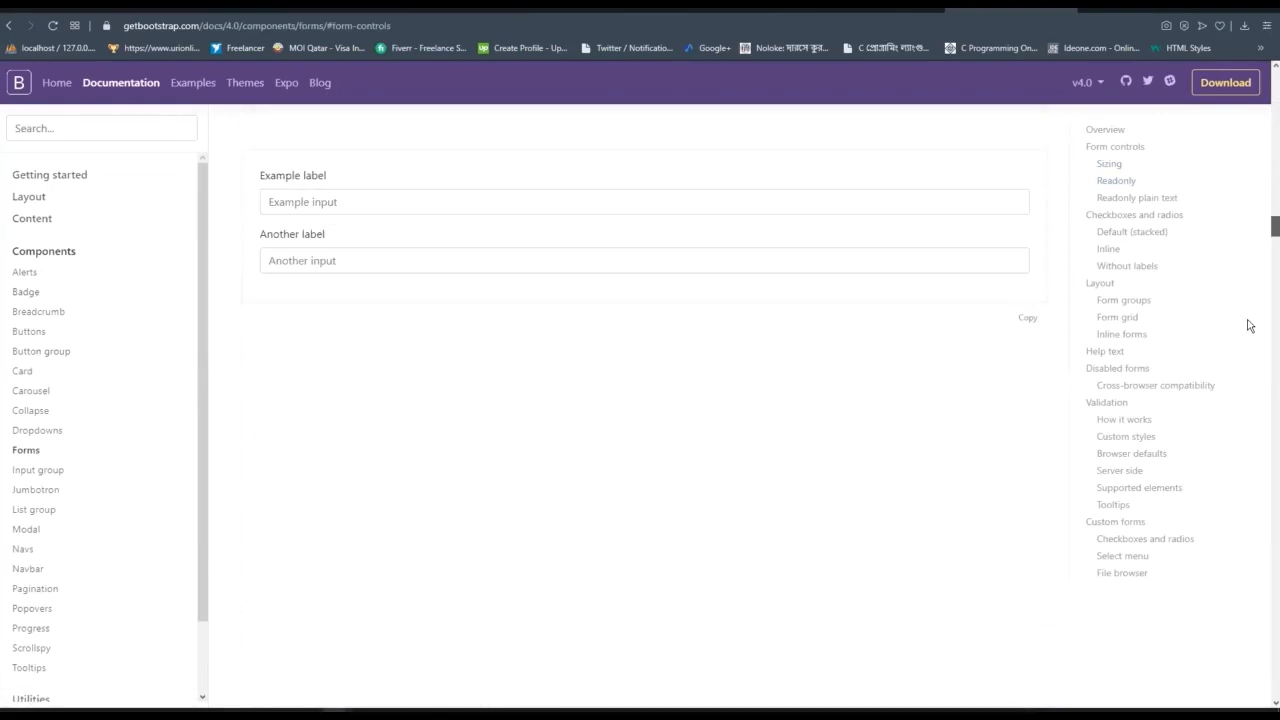 getbootstrap.com/docs/4.0/components/forms/#form-controls
localhost / 127.0.0....
https://www.urionli...
Freelancer
MOI Qatar - Visa In...
Fiverr - Freelance S...
Up
Create Profile - Up...
Twitter / Notificatio...
Google+
Noloke: দারসে কুর...
C প্রোগ্রামিং ল্যাংগু...
C Programming On...
Ideone.com - Onlin...
HTML Styles
»
B
Home
Documentation
Examples
Themes
Expo
Blog
v4.0
Download
Search...
Getting started
Layout
Content
Components
Alerts
Badge
Breadcrumb
Buttons
Button group
Card
Carousel
Collapse
Dropdowns
Forms
Input group
Jumbotron
List group
Modal
Navs
Navbar
Pagination
Popovers
Progress
Scrollspy
Tooltips
Utilities
Example label
Example input
Another label
Another input
Copy
Overview
Form controls
Sizing
Readonly
Readonly plain text
Checkboxes and radios
Default (stacked)
Inline
Without labels
Layout
Form groups
Form grid
Inline forms
Help text
Disabled forms
Cross-browser compatibility
Validation
How it works
Custom styles
Browser defaults
Server side
Supported elements
Tooltips
Custom forms
Checkboxes and radios
Select menu
File browser